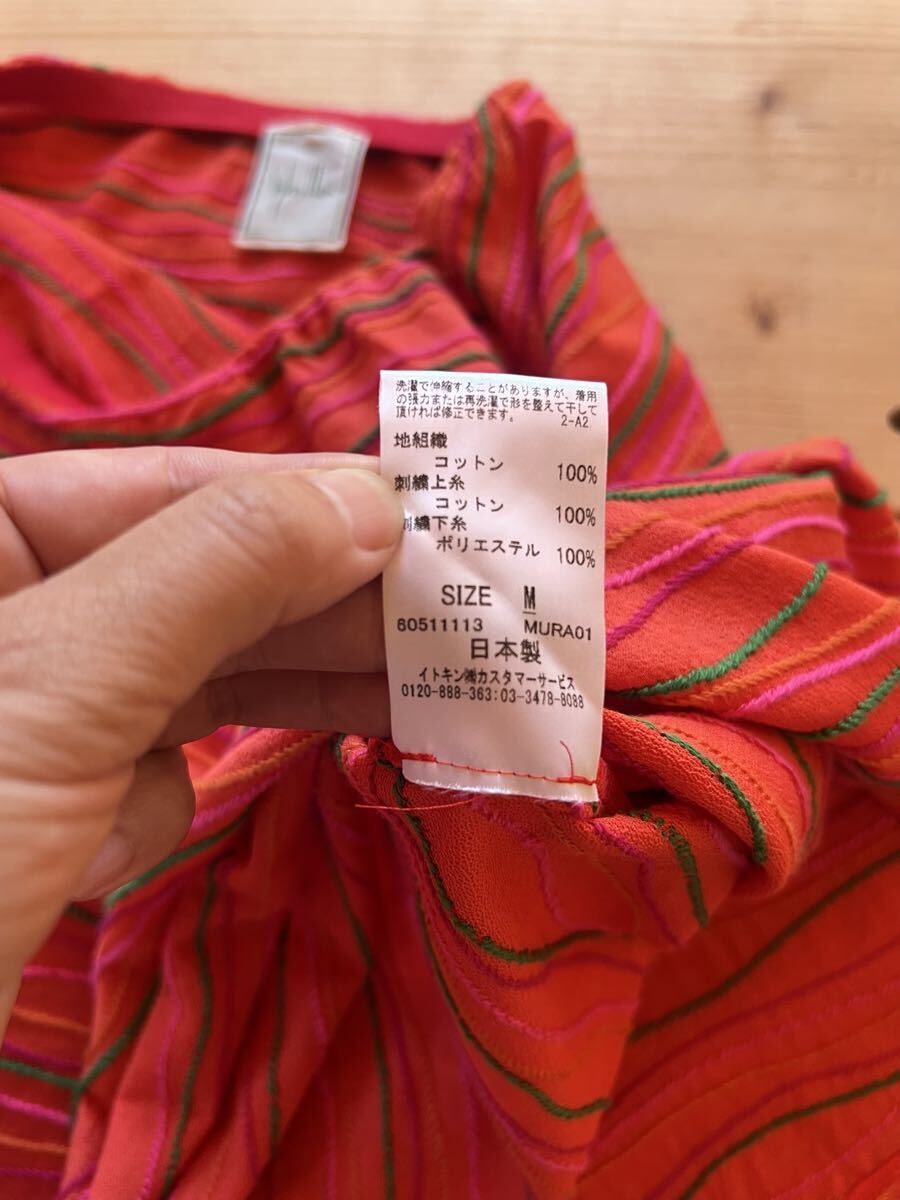 洗濯で伸縮することがありますが、着用
の張力または再洗濯で形を整えて干して
頂ければ修正できます。 2-A2
地組織
コットン 100%
刺繍上糸
コットン 100%
刺繍下糸
ポリエステル 100%
SIZE M
60511113 MURA01
日本製
イトキン㈱カスタマーサービス
0120-888-363:03-3478-8088